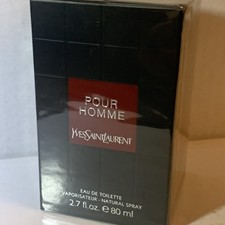 POUR
HOMME
YVESSAINTLAURENT
EAU DE TOILETTE
VAPORISATEUR - NATURAL SPRAY
2.7 fl.oz. ℮ 80 ml